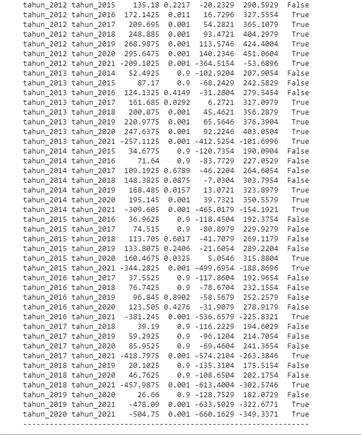 tahun_2012 tahun_2015 135.18 0.2217 -20.2329 290.5929 False
tahun_2012 tahun_2016 172.1425 0.011 16.7296 327.5554 True
tahun_2012 tahun_2017 209.695 0.001 54.2821 365.1079 True
tahun_2012 tahun_2018 248.885 0.001 93.4721 404.2979 True
tahun_2012 tahun_2019 268.9875 0.001 113.5746 424.4004 True
tahun_2012 tahun_2020 295.6475 0.001 140.2346 451.0604 True
tahun_2012 tahun_2021 -209.1025 0.001 -364.5154 -53.6896 True
tahun_2013 tahun_2014 52.4925 0.9 -102.9204 207.9054 False
tahun_2013 tahun_2015 87.17 0.9 -68.2429 242.5829 False
tahun_2013 tahun_2016 124.1325 0.4149 -31.2804 279.5454 False
tahun_2013 tahun_2017 161.685 0.0292 6.2721 317.0979 True
tahun_2013 tahun_2018 200.875 0.001 45.4621 356.2879 True
tahun_2013 tahun_2019 220.9775 0.001 65.5646 376.3904 True
tahun_2013 tahun_2020 247.6375 0.001 92.2246 403.0504 True
tahun_2013 tahun_2021 -257.1125 0.001 -412.5254 -101.6996 True
tahun_2014 tahun_2015 34.6775 0.9 -120.7354 190.0904 False
tahun_2014 tahun_2016 71.64 0.9 -83.7729 227.0529 False
tahun_2014 tahun_2017 109.1925 0.6789 -46.2204 264.6054 False
tahun_2014 tahun_2018 148.3825 0.0875 -7.0304 303.7954 False
tahun_2014 tahun_2019 168.485 0.0157 13.0721 323.8979 True
tahun_2014 tahun_2020 195.145 0.001 39.7321 350.5579 True
tahun_2014 tahun_2021 -309.605 0.001 -465.0179 -154.1921 True
tahun_2015 tahun_2016 36.9625 0.9 -118.4504 192.3754 False
tahun_2015 tahun_2017 74.515 0.9 -80.8979 229.9279 False
tahun_2015 tahun_2018 113.705 0.6017 -41.7079 269.1179 False
tahun_2015 tahun_2019 133.8075 0.2406 -21.6054 289.2204 False
tahun_2015 tahun_2020 160.4675 0.0325 5.0546 315.8804 True
tahun_2015 tahun_2021 -344.2825 0.001 -499.6954 -188.8696 True
tahun_2016 tahun_2017 37.5525 0.9 -117.8604 192.9654 False
tahun_2016 tahun_2018 76.7425 0.9 -78.6704 232.1554 False
tahun_2016 tahun_2019 96.845 0.8902 -58.5679 252.2579 False
tahun_2016 tahun_2020 123.505 0.4276 -31.9079 278.9179 False
tahun_2016 tahun_2021 -381.245 0.001 -536.6579 -225.8321 True
tahun_2017 tahun_2018 39.19 0.9 -116.2229 194.6029 False
tahun_2017 tahun_2019 59.2925 0.9 -96.1204 214.7054 False
tahun_2017 tahun_2020 85.9525 0.9 -69.4604 241.3654 False
tahun_2017 tahun_2021 -418.7975 0.001 -574.2104 -263.3846 True
tahun_2018 tahun_2019 20.1025 0.9 -135.3104 175.5154 False
tahun_2018 tahun_2020 46.7625 0.9 -108.6504 202.1754 False
tahun_2018 tahun_2021 -457.9875 0.001 -613.4004 -302.5746 True
tahun_2019 tahun_2020 26.66 0.9 -128.7529 182.0729 False
tahun_2019 tahun_2021 -478.09 0.001 -633.5029 -322.6771 True
tahun_2020 tahun_2021 -504.75 0.001 -660.1629 -349.3371 True
------------------------------------------------------------